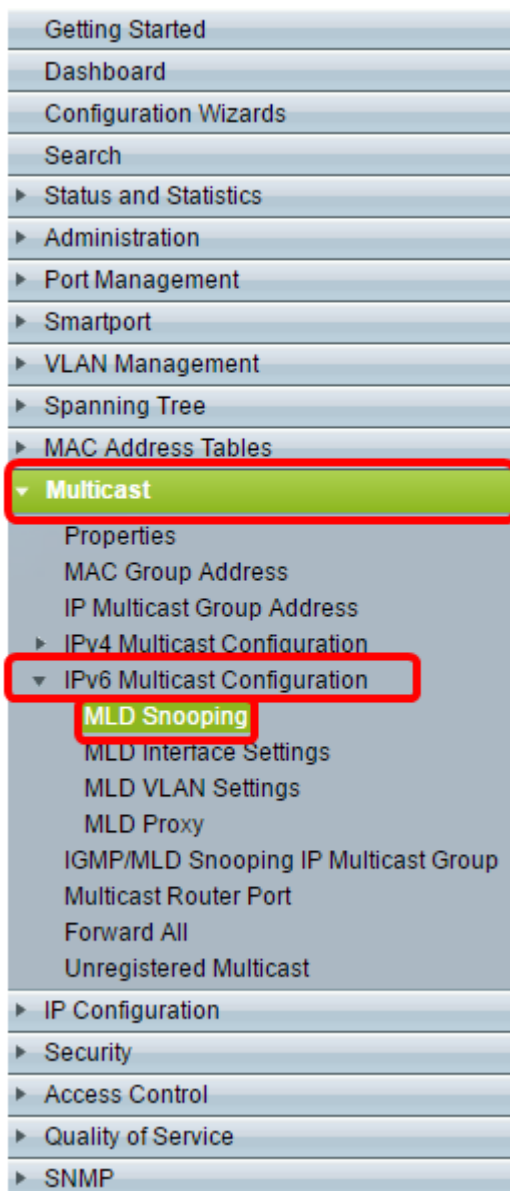 Getting Started
Dashboard
Configuration Wizards
Search
Status and Statistics
Administration
Port Management
Smartport
VLAN Management
Spanning Tree
MAC Address Tables
Multicast
Properties
MAC Group Address
IP Multicast Group Address
IPv4 Multicast Configuration
IPv6 Multicast Configuration
MLD Snooping
MLD Interface Settings
MLD VLAN Settings
MLD Proxy
IGMP/MLD Snooping IP Multicast Group
Multicast Router Port
Forward All
Unregistered Multicast
IP Configuration
Security
Access Control
Quality of Service
SNMP